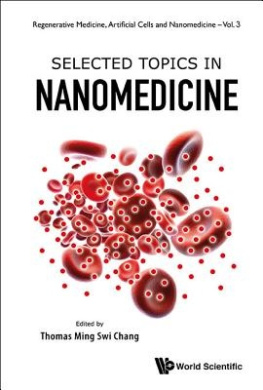 Regenerative Medicine, Artificial Cells and Nanomedicine – Vol. 3
SELECTED TOPICS IN
NANOMEDICINE
Edited by
Thomas Ming Swi Chang
World Scientific